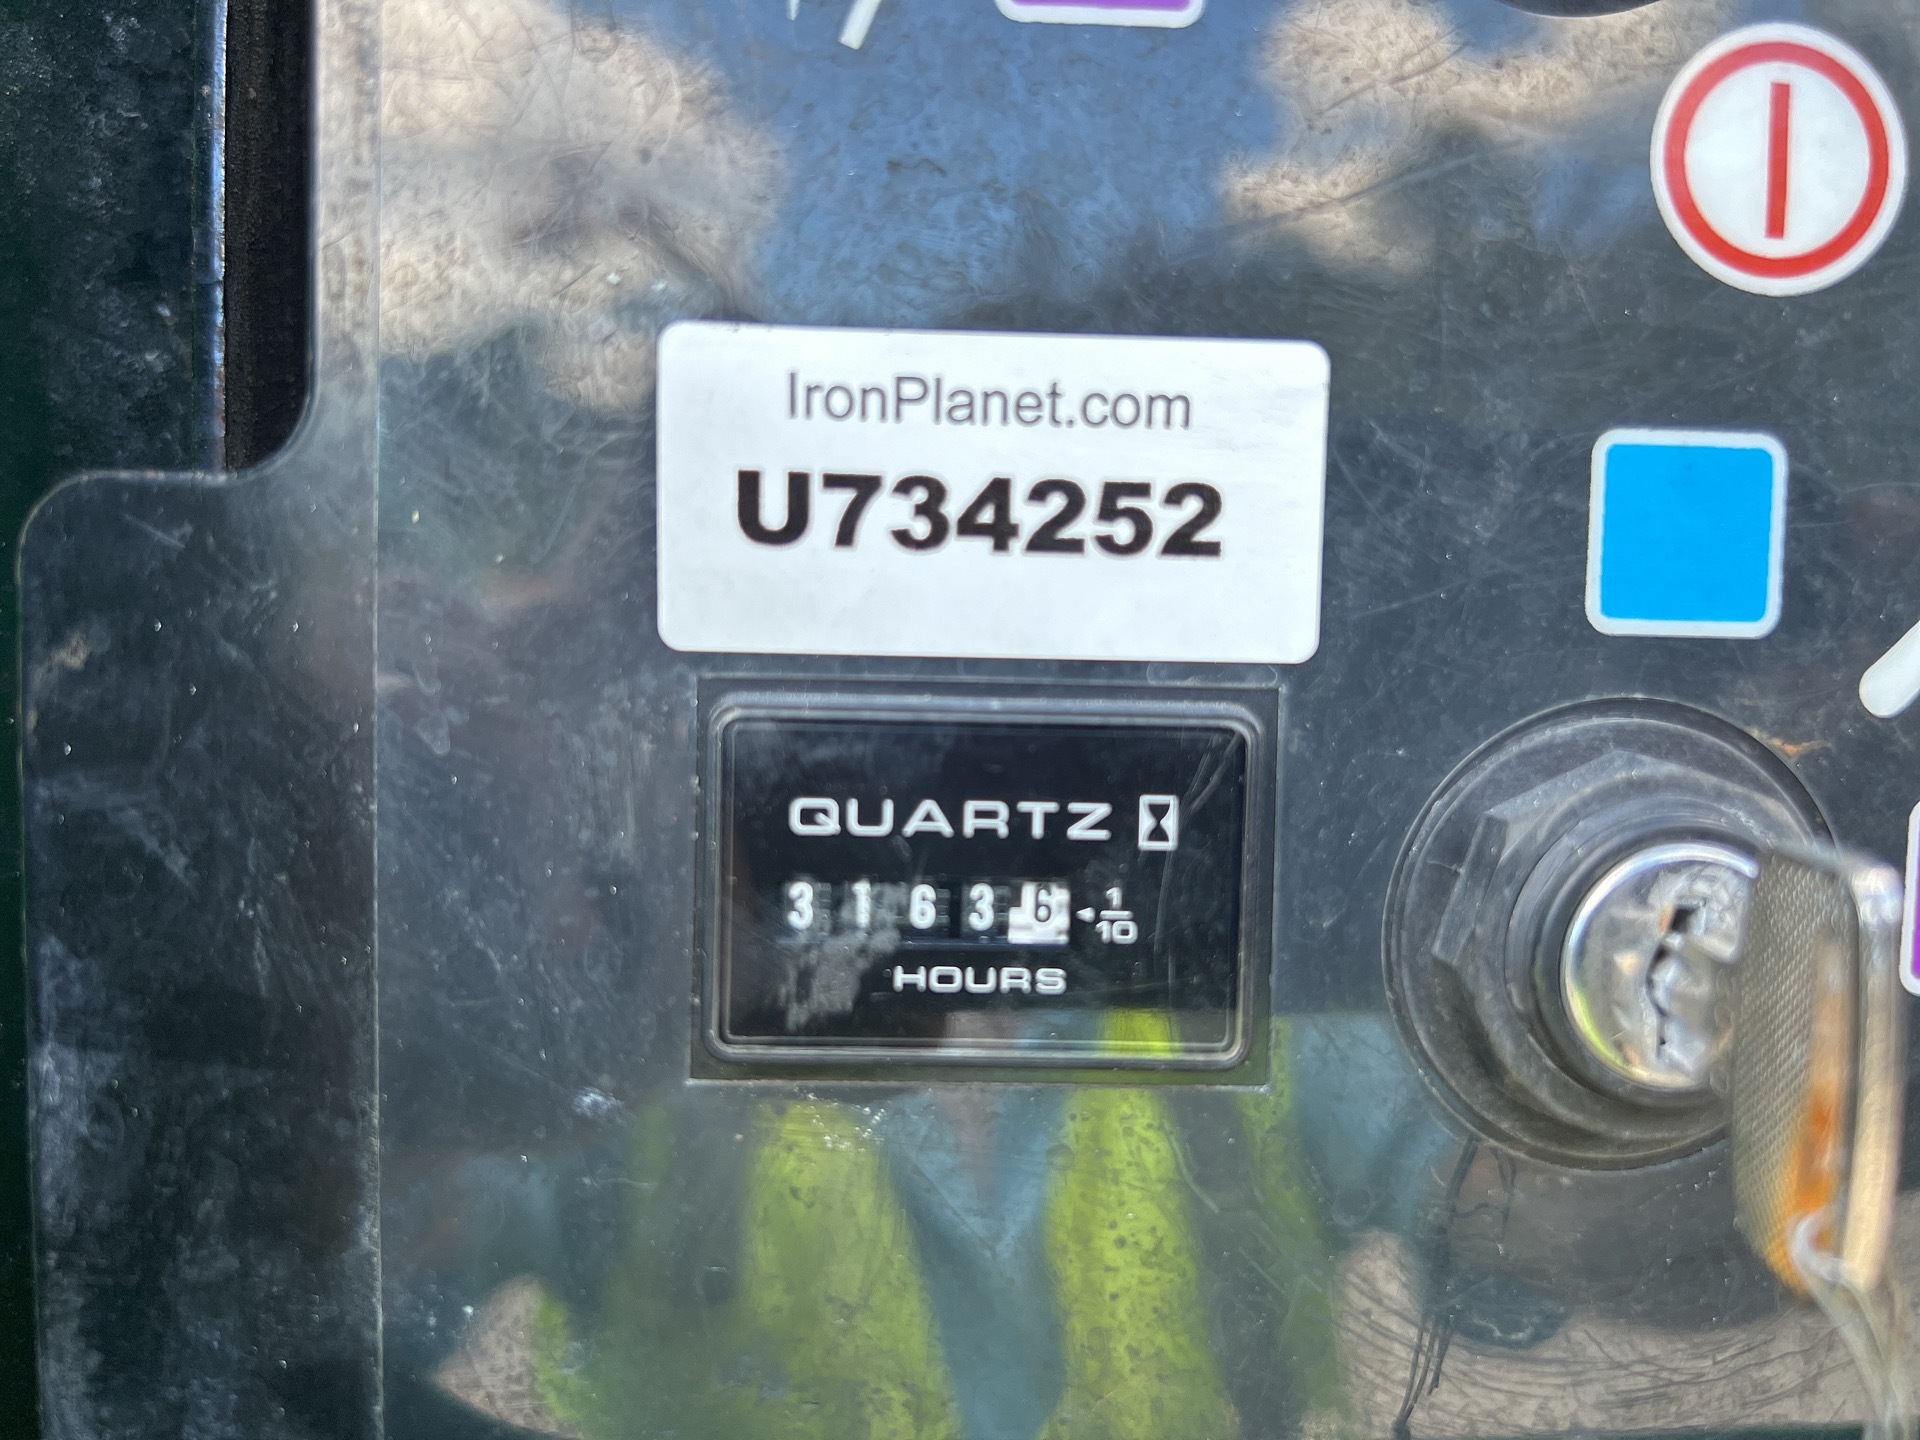 IronPlanet.com
U734252
QUARTZ
3 1 6 3 6 1/10
HOURS